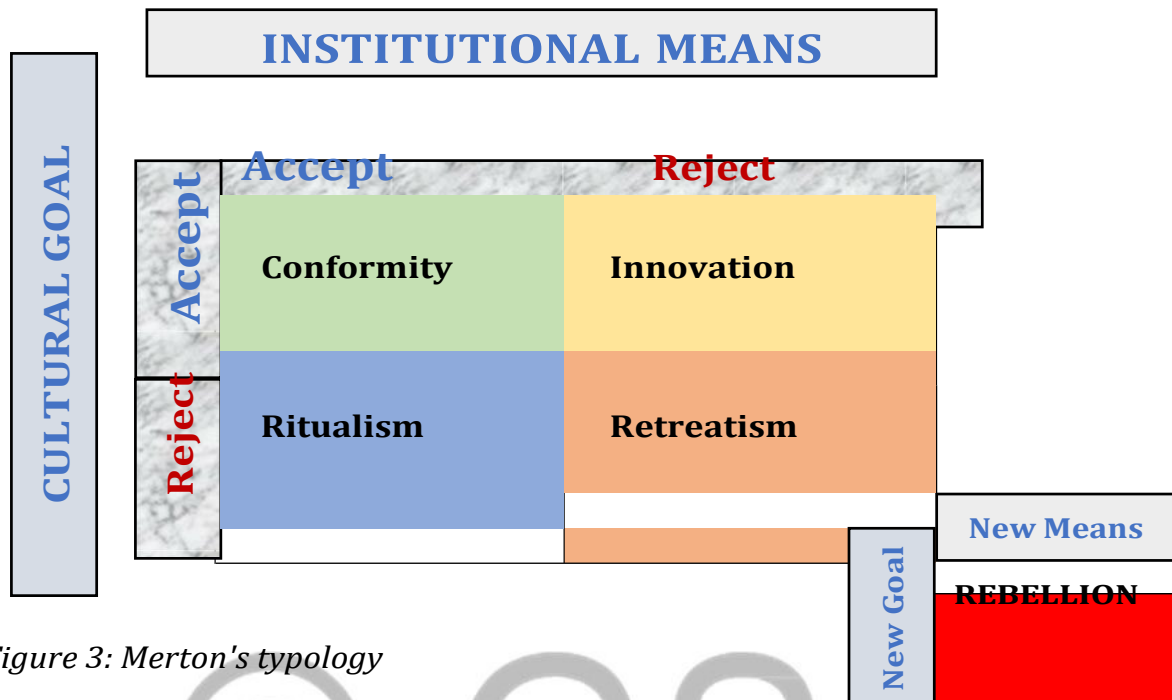 INSTITUTIONAL MEANS
CULTURAL GOAL
Accept
Reject
Accept
Conformity
Innovation
Reject
Ritualism
Retreatism
New Means
New Goal
REBELLION
igure 3: Merton's typology